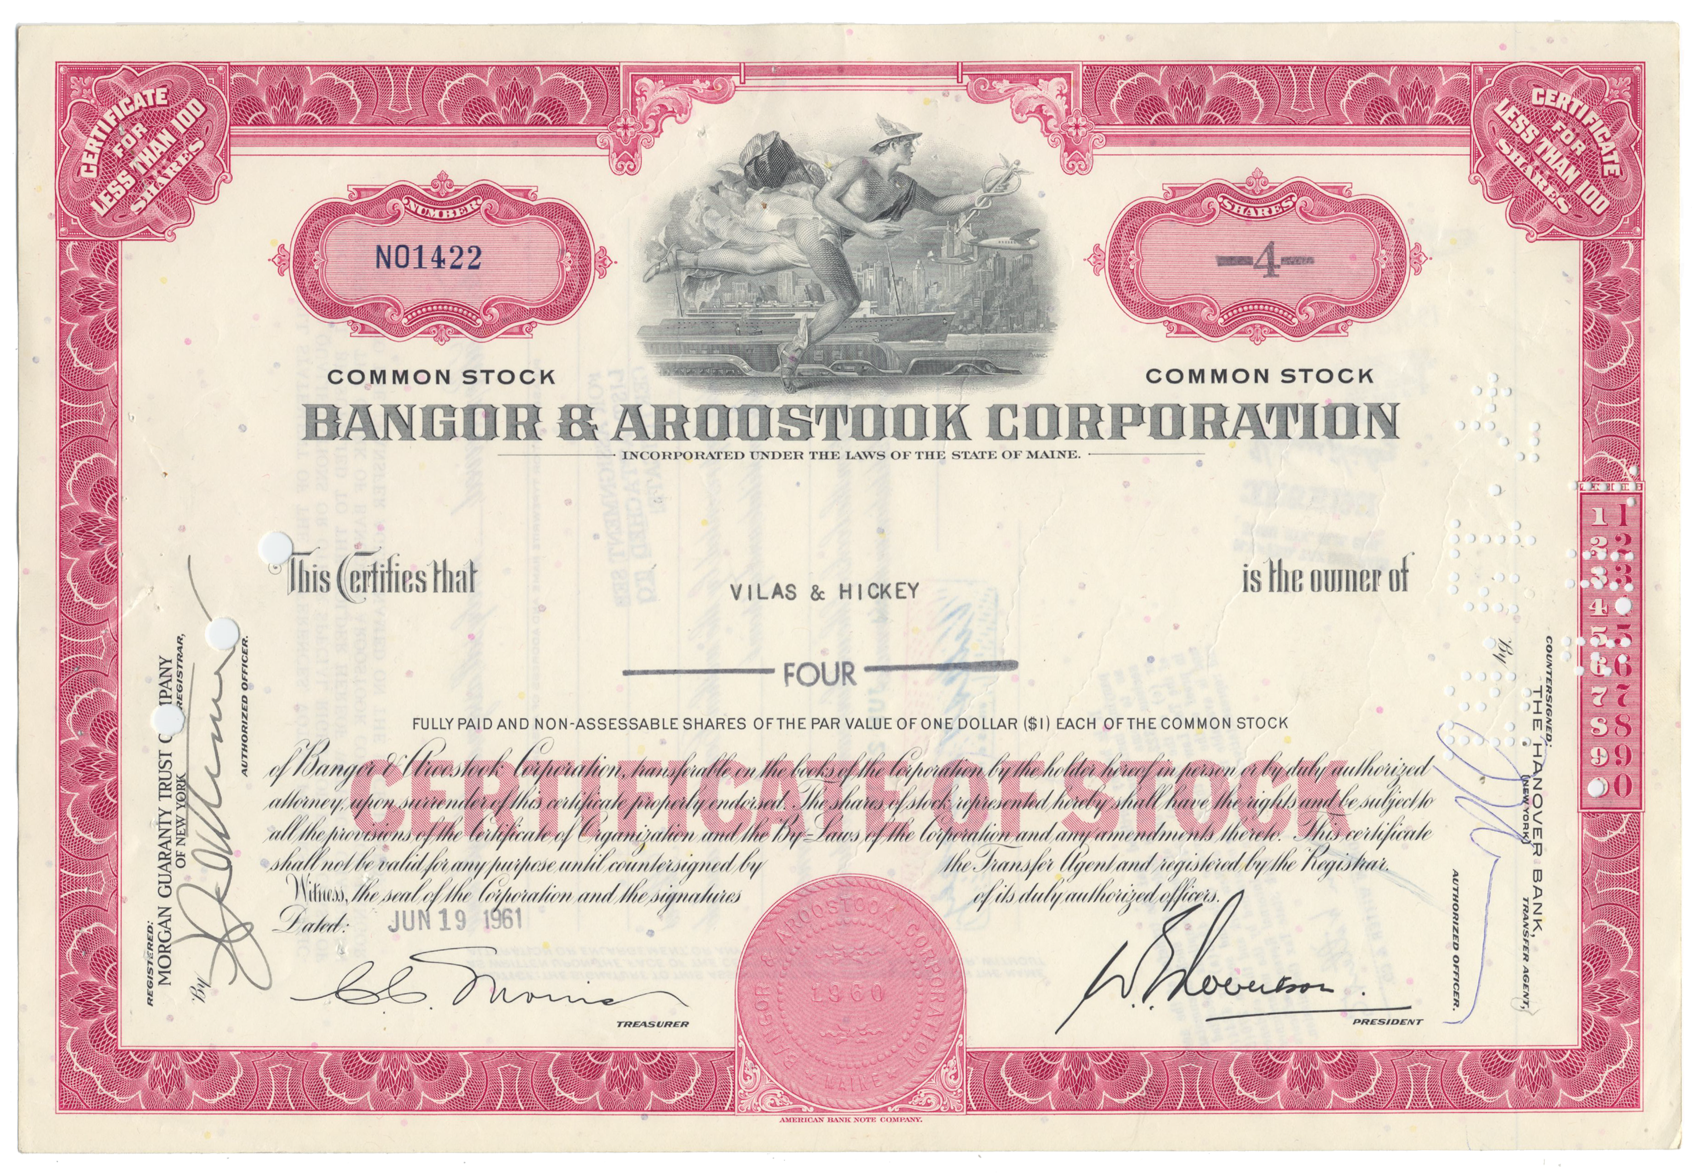 CERTIFICATE
FOR
LESS THAN 100
SHARES
CERTIFICATE
FOR
LESS THAN 100
SHARES
NUMBER
NO1422
SHARES
4
COMMON STOCK
COMMON STOCK
BANGOR & AROOSTOOK CORPORATION
INCORPORATED UNDER THE LAWS OF THE STATE OF MAINE.
This Certifies that VILAS & HICKEY is the owner of
FOUR
FULLY PAID AND NON-ASSESSABLE SHARES OF THE PAR VALUE OF ONE DOLLAR ($1) EACH OF THE COMMON STOCK
CERTIFICATE OF STOCK
of Bangor & Aroostook Corporation, transferable on the books of the Corporation by the holder hereof in person or by duly authorized
attorney, upon surrender of this certificate properly endorsed. The shares of stock represented hereby shall have the rights and be subject to
all the provisions of the Certificate of Organization and the By-Laws of the Corporation and any amendments thereto. This certificate
shall not be valid for any purpose until countersigned by the Transfer Agent and registered by the Registrar.
Witness, the seal of the Corporation and the signatures of its duly authorized officers.
Dated: JUN 19 1961
TREASURER
PRESIDENT
BANGOR & AROOSTOOK CORPORATION
1960
MAINE
AMERICAN BANK NOTE COMPANY.
REGISTERED:
MORGAN GUARANTY TRUST COMPANY
OF NEW YORK REGISTRAR,
By
AUTHORIZED OFFICER.
COUNTERSIGNED:
THE HANOVER BANK,
(NEW YORK) TRANSFER AGENT,
By
AUTHORIZED OFFICER.
1 1
2 2
3 3
4
5 5
6 6
7 7
8 8
9 9
0